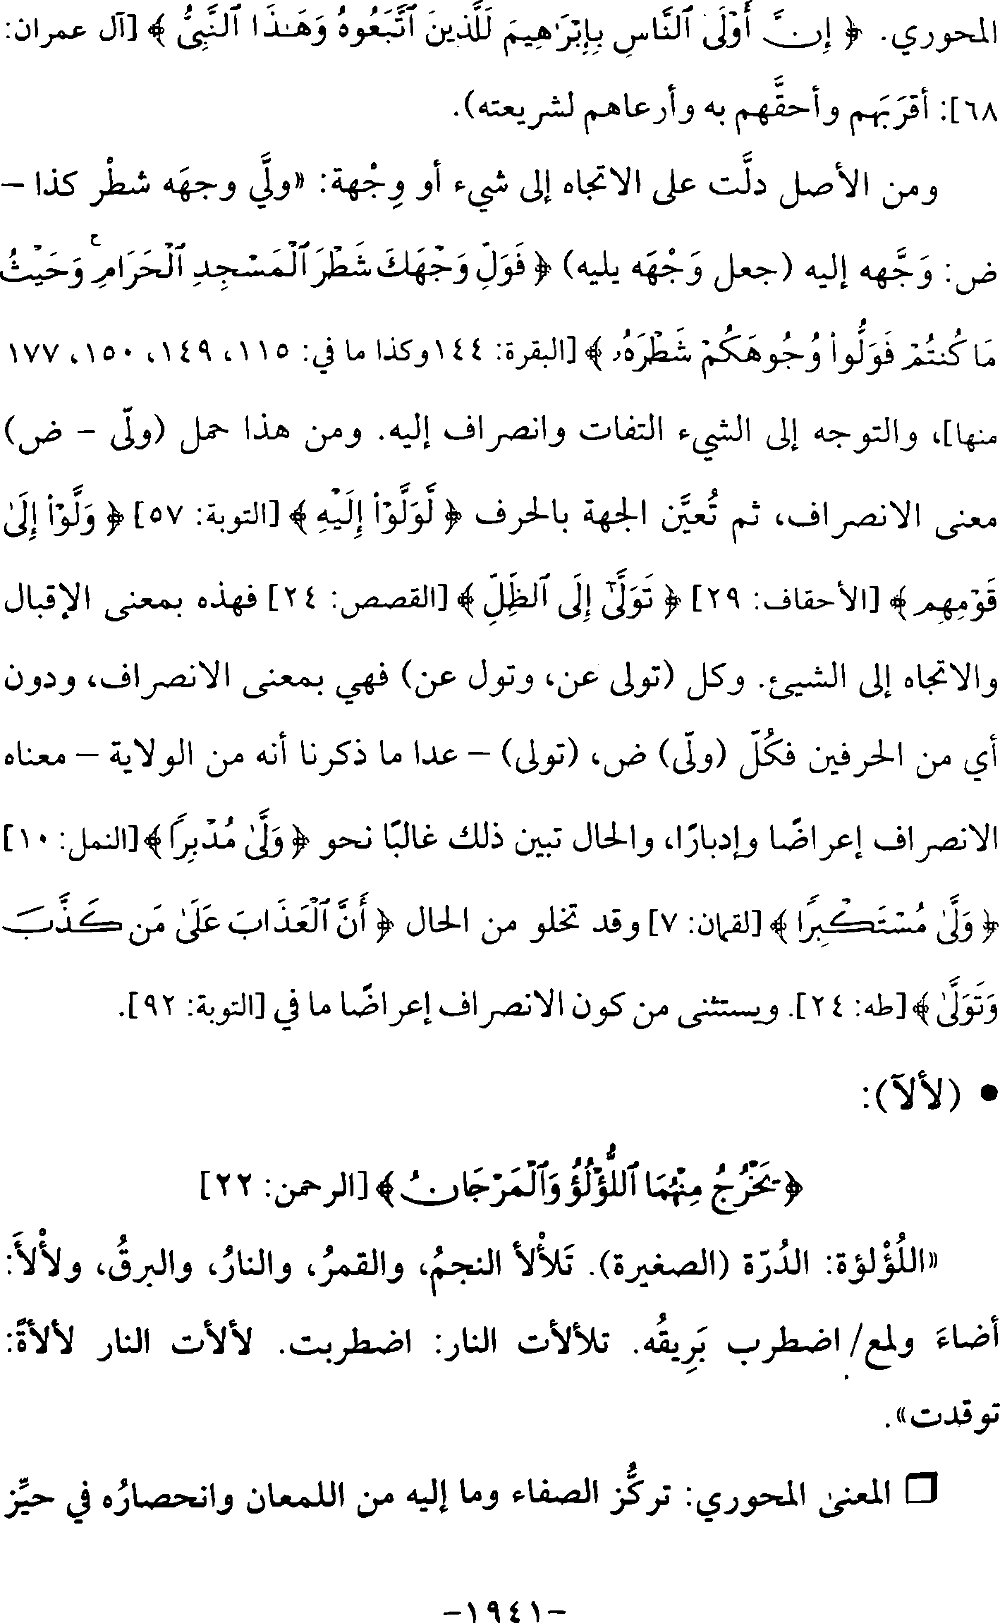 المحوري. ﴿ إِنَّ أَوْلَى ٱلنَّاسِ بِإِبْرَٰهِيمَ لَلَّذِينَ ٱتَّبَعُوهُ وَهَٰذَا ٱلنَّبِىُّ ﴾ [آل عمران:
٦٨]: أقرَبَهم وأحقَّهم به وأرعاهم لشريعته).
ومن الأصل دلَّت على الاتجاه إلى شيء أو وِجْهة: «ولَّي وجهَه شطْر كذا –
ض: وَجَّهه إليه (جعل وَجْهَه يليه) ﴿ فَوَلِّ وَجْهَكَ شَطْرَ ٱلْمَسْجِدِ ٱلْحَرَامِ ۚ وَحَيْثُ
مَا كُنتُمْ فَوَلُّواْ وُجُوهَكُمْ شَطْرَهُۥ ﴾ [البقرة: ١٤٤ وكذا ما في: ١١٥، ١٤٩، ١٥٠، ١٧٧
منها]، والتوجه إلى الشيء التفات وانصراف إليه. ومن هذا حمل (ولّى – ض)
معنى الانصراف، ثم تُعيَّن الجهة بالحرف ﴿ لَّوَلَّوْاْ إِلَيْهِ ﴾ [التوبة: ٥٧] ﴿ وَلَّوْاْ إِلَىٰ
قَوْمِهِم ﴾ [الأحقاف: ٢٩] ﴿ تَوَلَّىٰٓ إِلَى ٱلظِّلِّ ﴾ [القصص: ٢٤] فهذه بمعنى الإقبال
والاتجاه إلى الشيئ. وكل (تولى عن، وتول عن) فهي بمعنى الانصراف، ودون
أي من الحرفين فكُلّ (ولّى) ض، (تولى) – عدا ما ذكرنا أنه من الولاية – معناه
الانصراف إعراضًا وإدبارًا، والحال تبين ذلك غالبًا نحو ﴿ وَلَّىٰ مُدْبِرًا ﴾ [النمل: ١٠]
﴿ وَلَّىٰ مُسْتَكْبِرًا ﴾ [لقمان: ٧] وقد تخلو من الحال ﴿ أَنَّ ٱلْعَذَابَ عَلَىٰ مَن كَذَّبَ
وَتَوَلَّىٰ ﴾ [طه: ٢٤]. ويستثنى من كون الانصراف إعراضًا ما في [التوبة: ٩٢].
• (لألآ):
﴿ يَخْرُجُ مِنْهُمَا ٱللُّؤْلُؤُ وَٱلْمَرْجَانُ ﴾ [الرحمن: ٢٢]
«اللُؤْلؤة: الدُرّة (الصغيرة). تَلأْلأ النجمُ، والقمرُ، والنارُ، والبرقُ، ولأْلأَ:
أضاءَ ولمع/ اضطرب بَرِيقُه. تلألأت النار: اضطربت. لألأت النار لألأةً:
توقدت».
❒ المعنىٰ المحوري: تركُّز الصفاء وما إليه من اللمعان وانحصارُه في حيِّز
-١٩٤١-